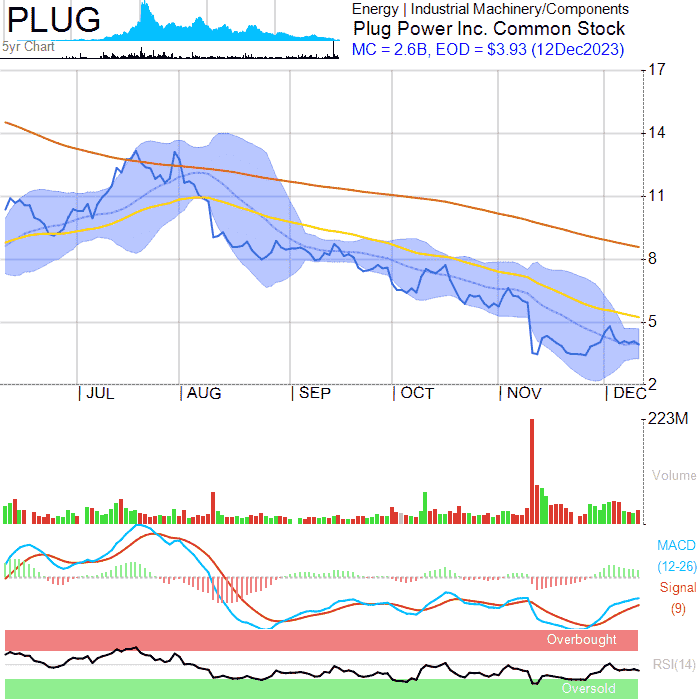 PLUG
5yr Chart
Energy | Industrial Machinery/Components
Plug Power Inc. Common Stock
MC = 2.6B, EOD = $3.93 (12Dec2023)
17
14
11
8
5
2
| JUL | AUG | SEP | OCT | NOV | DEC
223M
Volume
MACD
(12-26)
Signal
(9)
Overbought
RSI(14)
Oversold